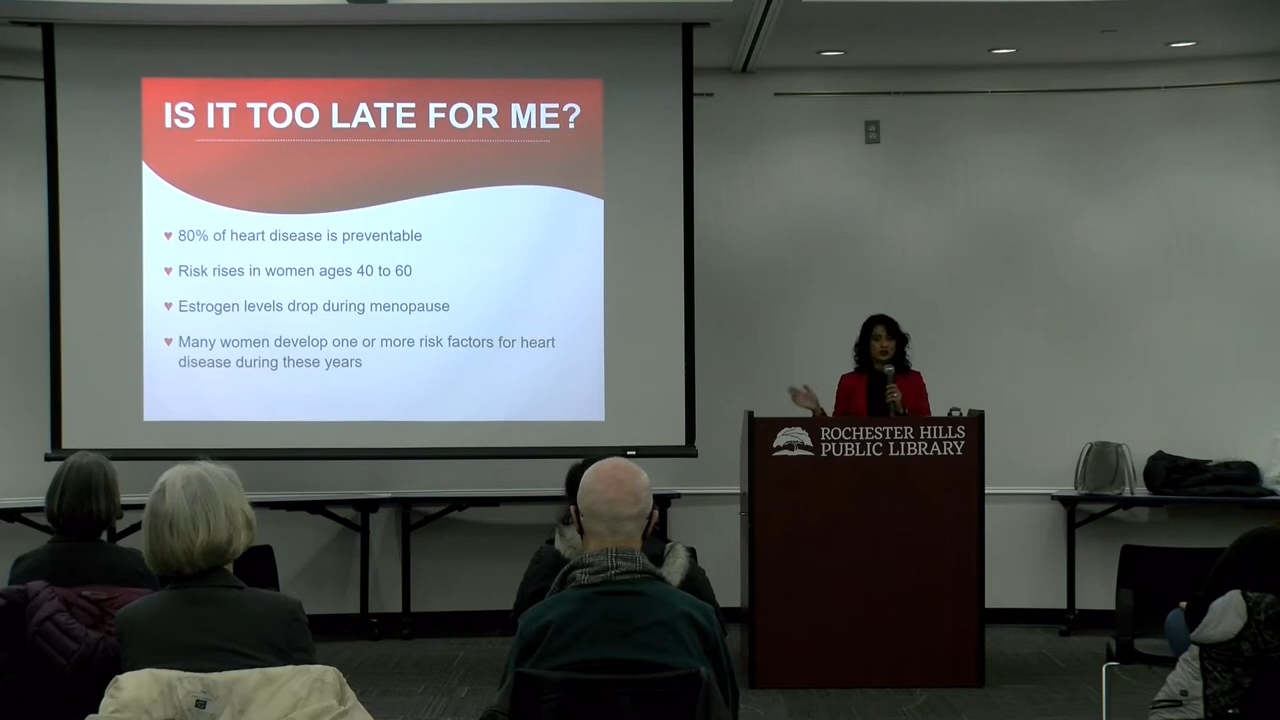 IS IT TOO LATE FOR ME?
♥ 80% of heart disease is preventable
♥ Risk rises in women ages 40 to 60
♥ Estrogen levels drop during menopause
♥ Many women develop one or more risk factors for heart
disease during these years
ROCHESTER HILLS
PUBLIC LIBRARY